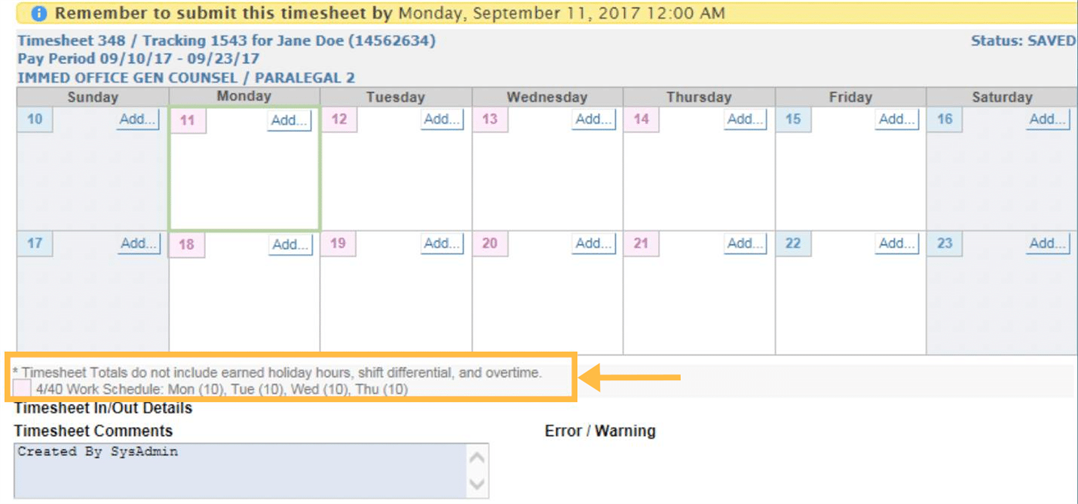 Remember to submit this timesheet by Monday, September 11, 2017 12:00 AM
Timesheet 348 / Tracking 1543 for Jane Doe (14562634) Status: SAVED
Pay Period 09/10/17 - 09/23/17
IMMED OFFICE GEN COUNSEL / PARALEGAL 2
Sunday Monday Tuesday Wednesday Thursday Friday Saturday
10 Add... 11 Add... 12 Add... 13 Add... 14 Add... 15 Add... 16 Add...
17 Add... 18 Add... 19 Add... 20 Add... 21 Add... 22 Add... 23 Add...
* Timesheet Totals do not include earned holiday hours, shift differential, and overtime.
4/40 Work Schedule: Mon (10), Tue (10), Wed (10), Thu (10)
Timesheet In/Out Details
Timesheet Comments Error / Warning
Created By SysAdmin